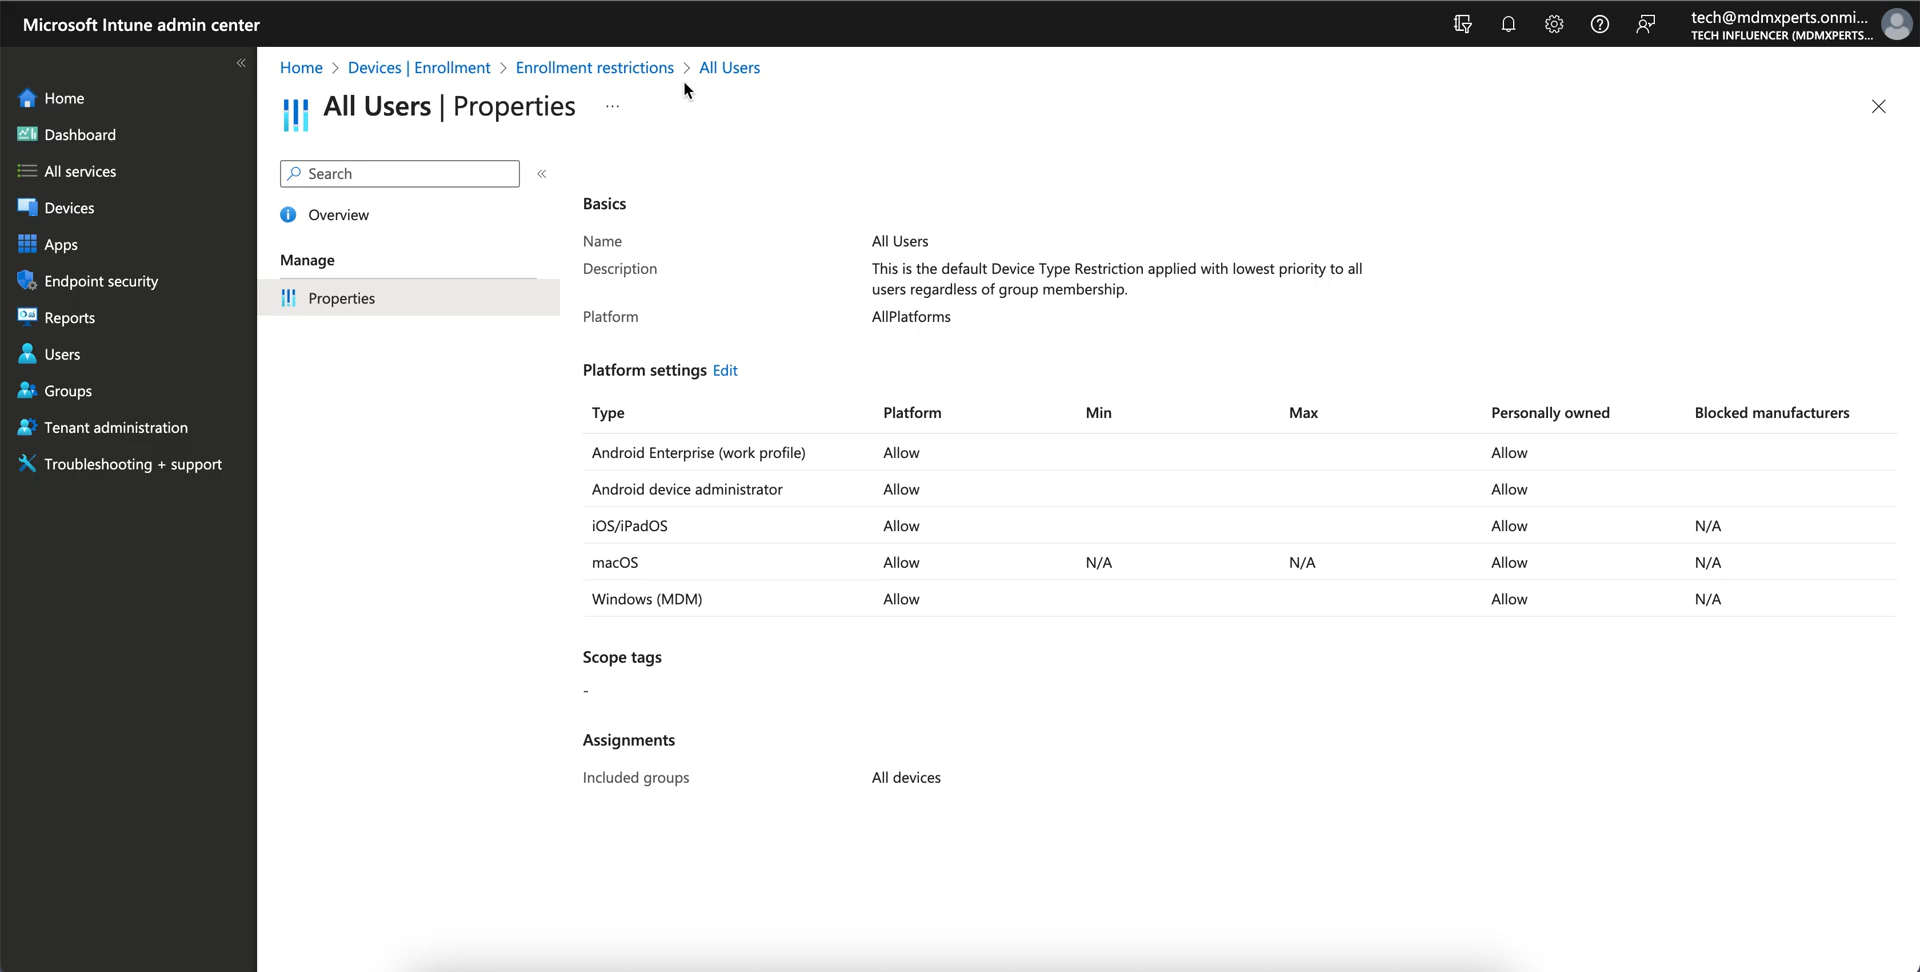 Microsoft Intune admin center
tech@mdmxperts.onmi...
TECH INFLUENCER (MDMXPERTS...
Home
Dashboard
All services
Devices
Apps
Endpoint security
Reports
Users
Groups
Tenant administration
Troubleshooting + support
Home > Devices | Enrollment > Enrollment restrictions > All Users
All Users | Properties ...
Search
Overview
Manage
Properties
Basics
Name All Users
Description This is the default Device Type Restriction applied with lowest priority to all
users regardless of group membership.
Platform AllPlatforms
Platform settings Edit
Type Platform Min Max Personally owned Blocked manufacturers
Android Enterprise (work profile) Allow Allow
Android device administrator Allow Allow
iOS/iPadOS Allow Allow N/A
macOS Allow N/A N/A Allow N/A
Windows (MDM) Allow Allow N/A
Scope tags
-
Assignments
Included groups All devices